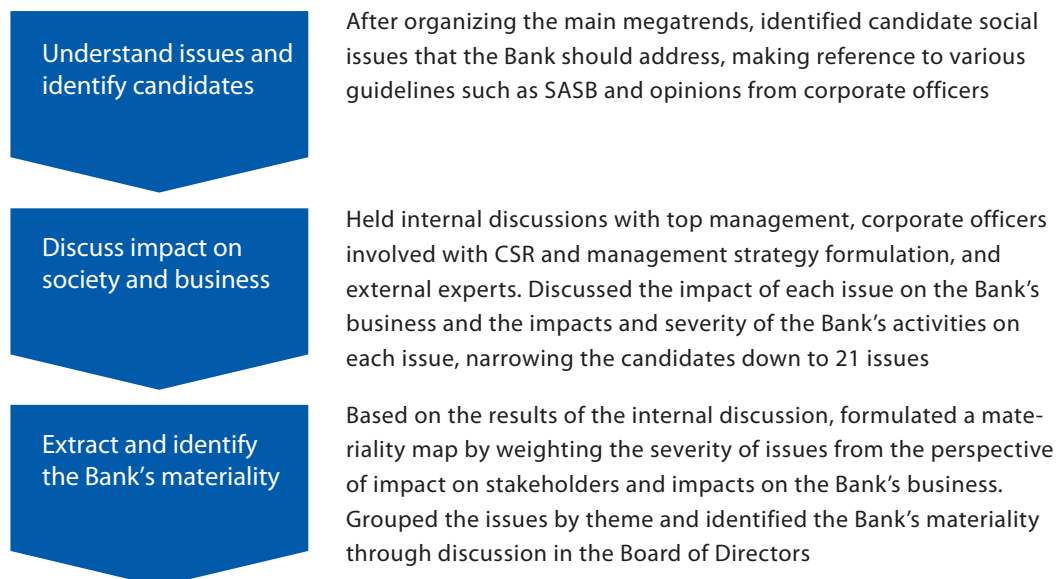 Understand issues and
identify candidates
After organizing the main megatrends, identified candidate social
issues that the Bank should address, making reference to various
guidelines such as SASB and opinions from corporate officers
Discuss impact on
society and business
Held internal discussions with top management, corporate officers
involved with CSR and management strategy formulation, and
external experts. Discussed the impact of each issue on the Bank’s
business and the impacts and severity of the Bank’s activities on
each issue, narrowing the candidates down to 21 issues
Extract and identify
the Bank’s materiality
Based on the results of the internal discussion, formulated a mate-
riality map by weighting the severity of issues from the perspective
of impact on stakeholders and impacts on the Bank’s business.
Grouped the issues by theme and identified the Bank’s materiality
through discussion in the Board of Directors